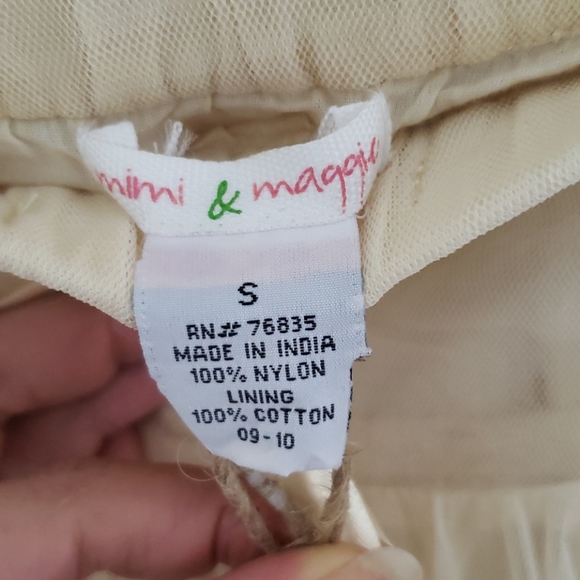 mimi & maggie
S
RN# 76835
MADE IN INDIA
100% NYLON
LINING
100% COTTON
09-10